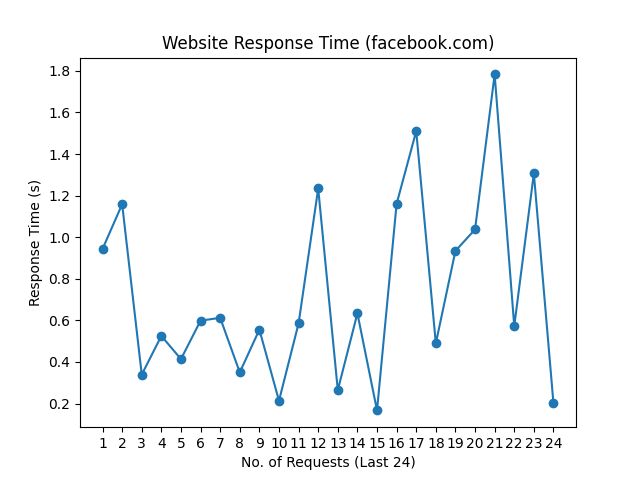 Website Response Time (facebook.com)
Response Time (s)
1.8
1.6
1.4
1.2
1.0
0.8
0.6
0.4
0.2
1 2 3 4 5 6 7 8 9 10 11 12 13 14 15 16 17 18 19 20 21 22 23 24
No. of Requests (Last 24)